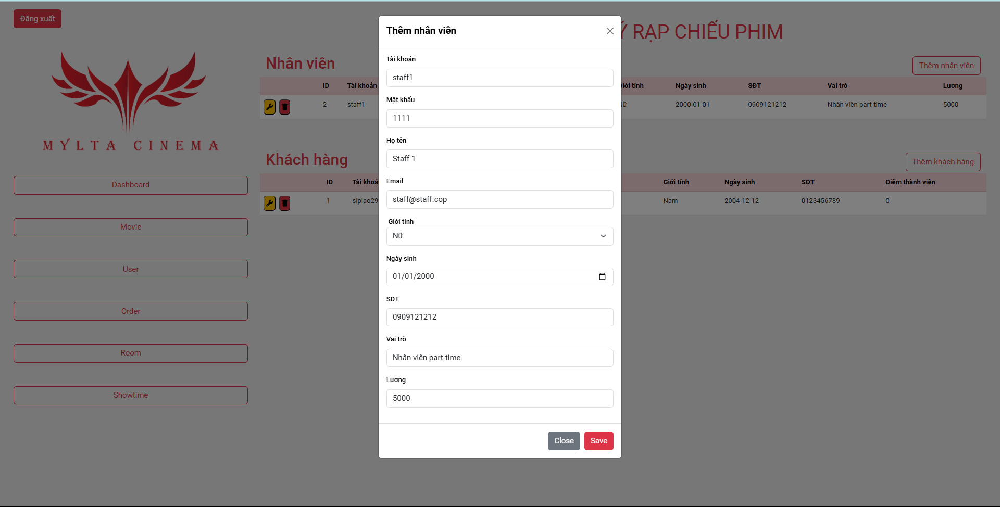 Đăng xuất
MYLTA CINEMA
Dashboard
Movie
User
Order
Room
Showtime
RẠP CHIẾU PHIM
Nhân viên
Thêm nhân viên
ID Tài khoản Giới tính Ngày sinh SĐT Vai trò Lương
2 staff1 Nữ 2000-01-01 0909121212 Nhân viên part-time 5000
Khách hàng
Thêm khách hàng
ID Tài khoả Giới tính Ngày sinh SĐT Điểm thành viên
1 sipiao29 Nam 2004-12-12 0123456789 0
Thêm nhân viên
Tài khoản
staff1
Mật khẩu
1111
Họ tên
Staff 1
Email
staff@staff.cop
Giới tính
Nữ
Ngày sinh
01/01/2000
SĐT
0909121212
Vai trò
Nhân viên part-time
Lương
5000
Close Save